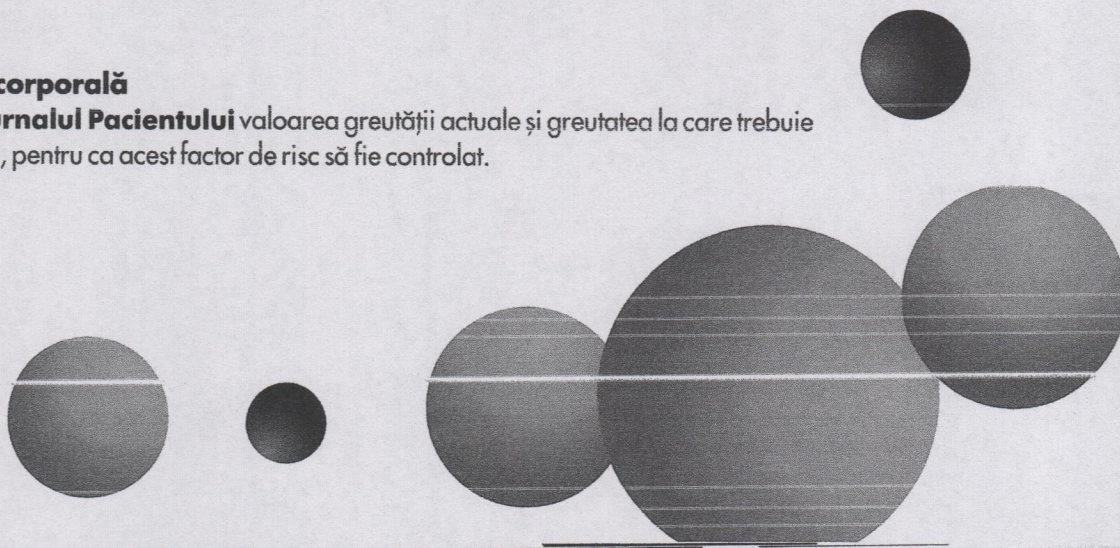 corporală
urnalul Pacientului valoarea greutății actuale și greutatea la care trebuie
, pentru ca acest factor de risc să fie controlat.